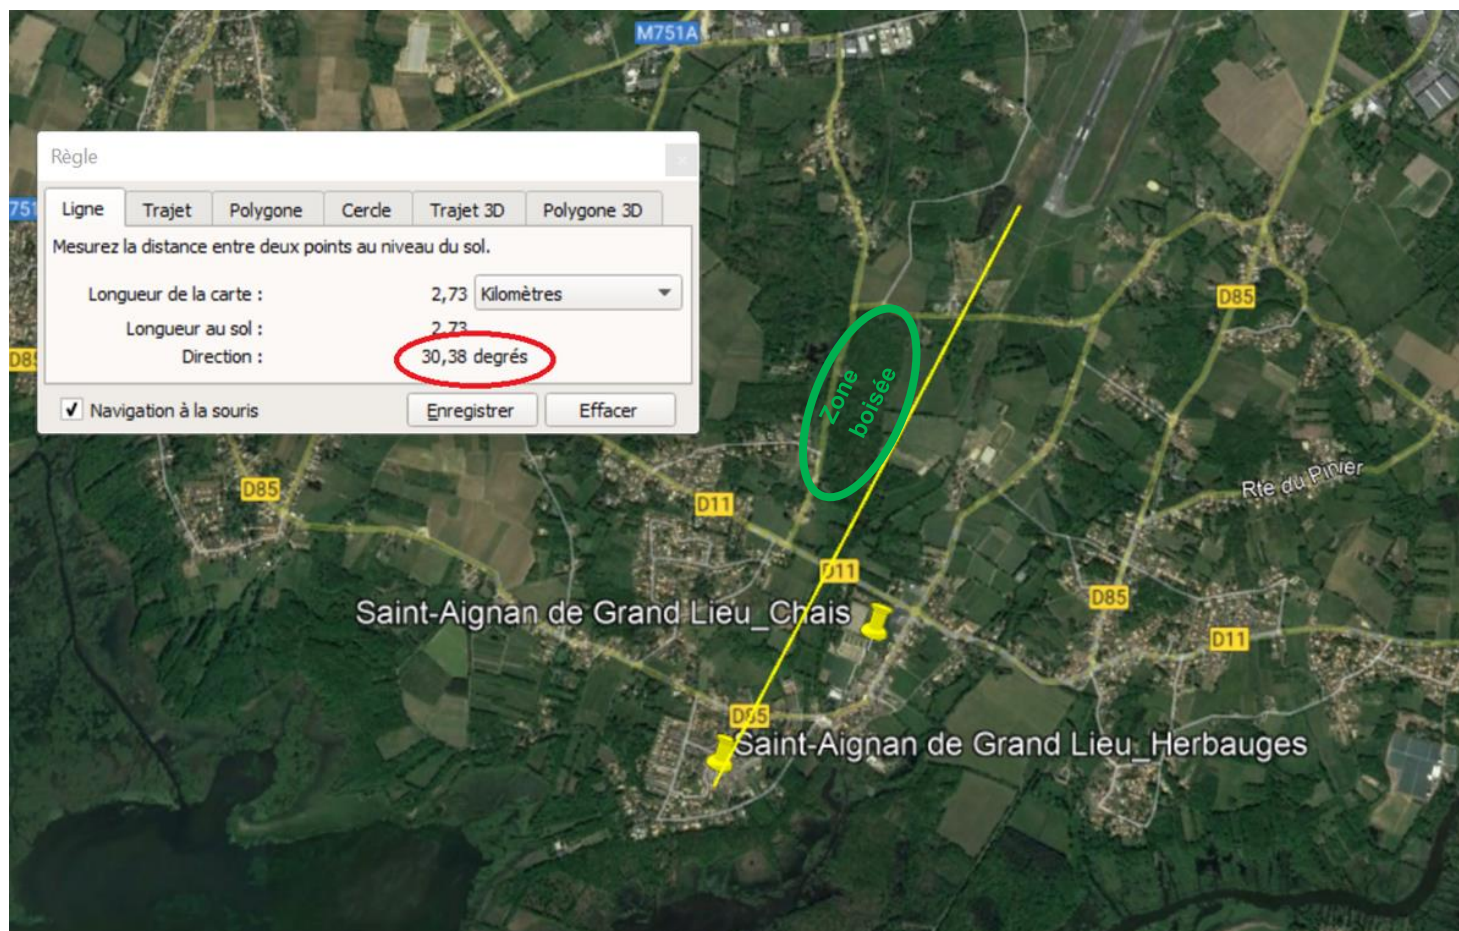 M751A
Règle
Ligne
Trajet
Polygone
Cercle
Trajet 3D
Polygone 3D
Mesurez la distance entre deux points au niveau du sol.
Longueur de la carte :
2,73
Kilomètres
Longueur au sol :
2,73
Direction :
30,38 degrés
Navigation à la souris
Enregistrer
Effacer
D85
Zone
boisée
Rte du Pinier
D85
D11
D11
D85
Saint-Aignan de Grand Lieu_Chais
D11
D85
Saint-Aignan de Grand Lieu_Herbauges